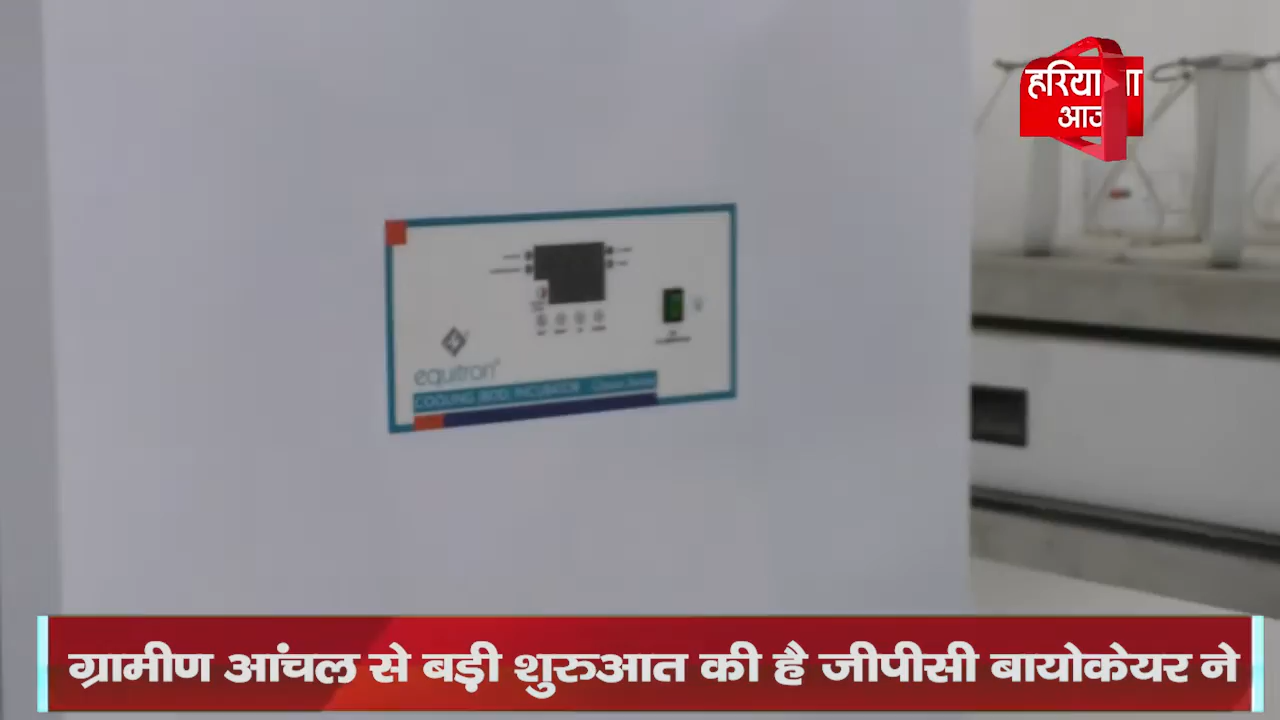 हरियाणा
आज
equitron
COOLING BOD INCUBATOR
ग्रामीण आंचल से बड़ी शुरुआत की है जीपीसी बायोकेयर ने